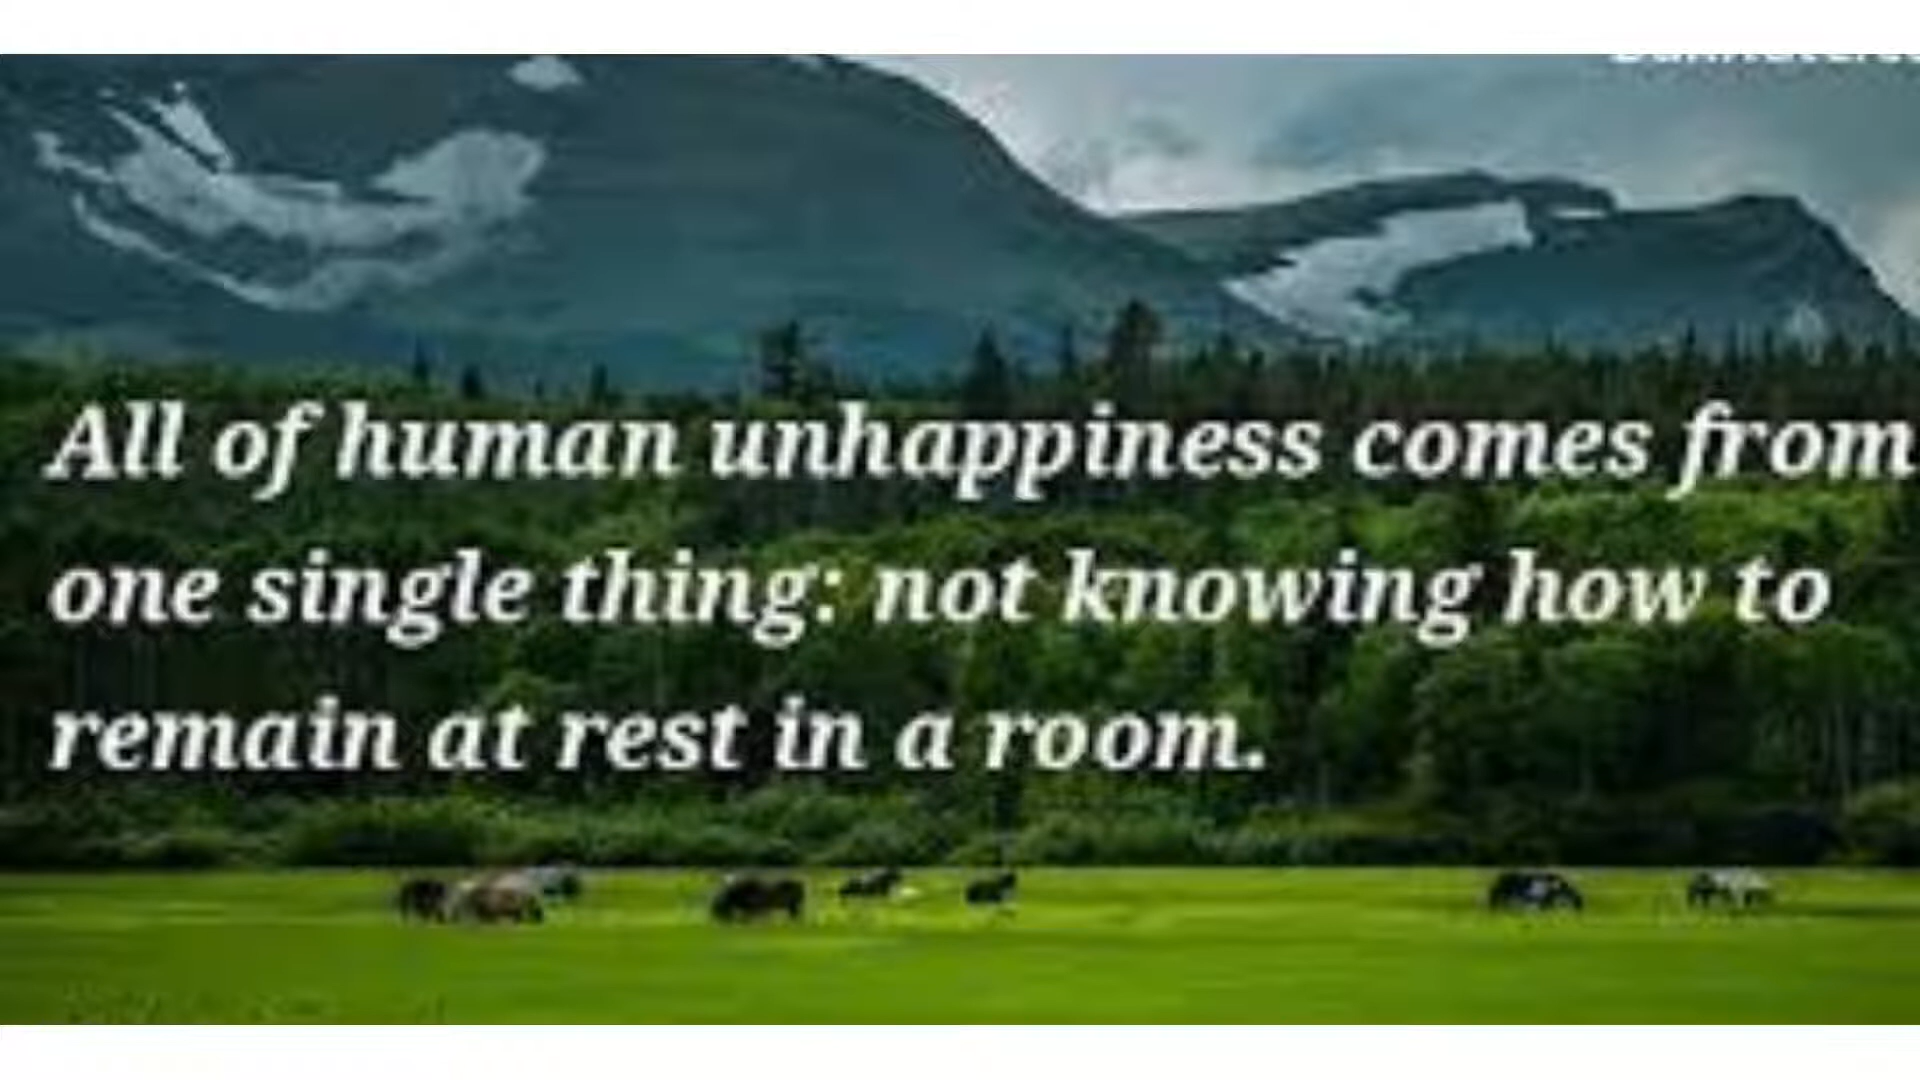 All of human unhappiness comes from
one single thing: not knowing how to
remain at rest in a room.